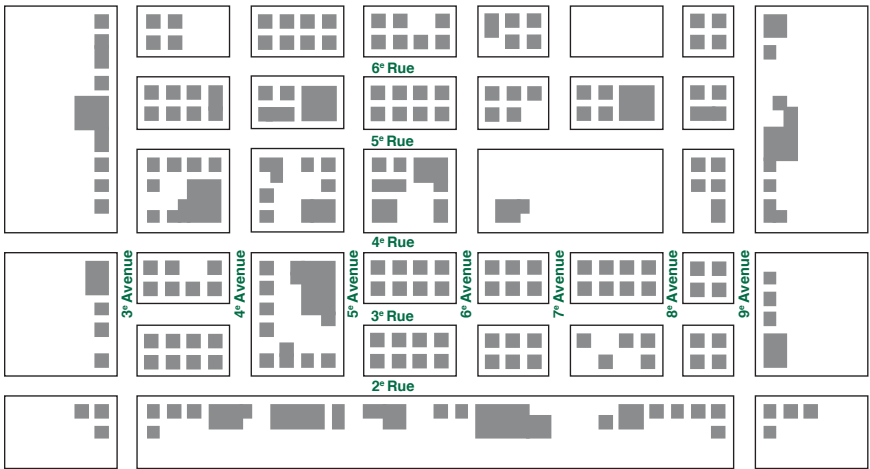 6ᵉ Rue
5ᵉ Rue
4ᵉ Rue
3ᵉ Avenue
4ᵉ Avenue
5ᵉ Avenue
6ᵉ Avenue
7ᵉ Avenue
8ᵉ Avenue
9ᵉ Avenue
3ᵉ Rue
2ᵉ Rue